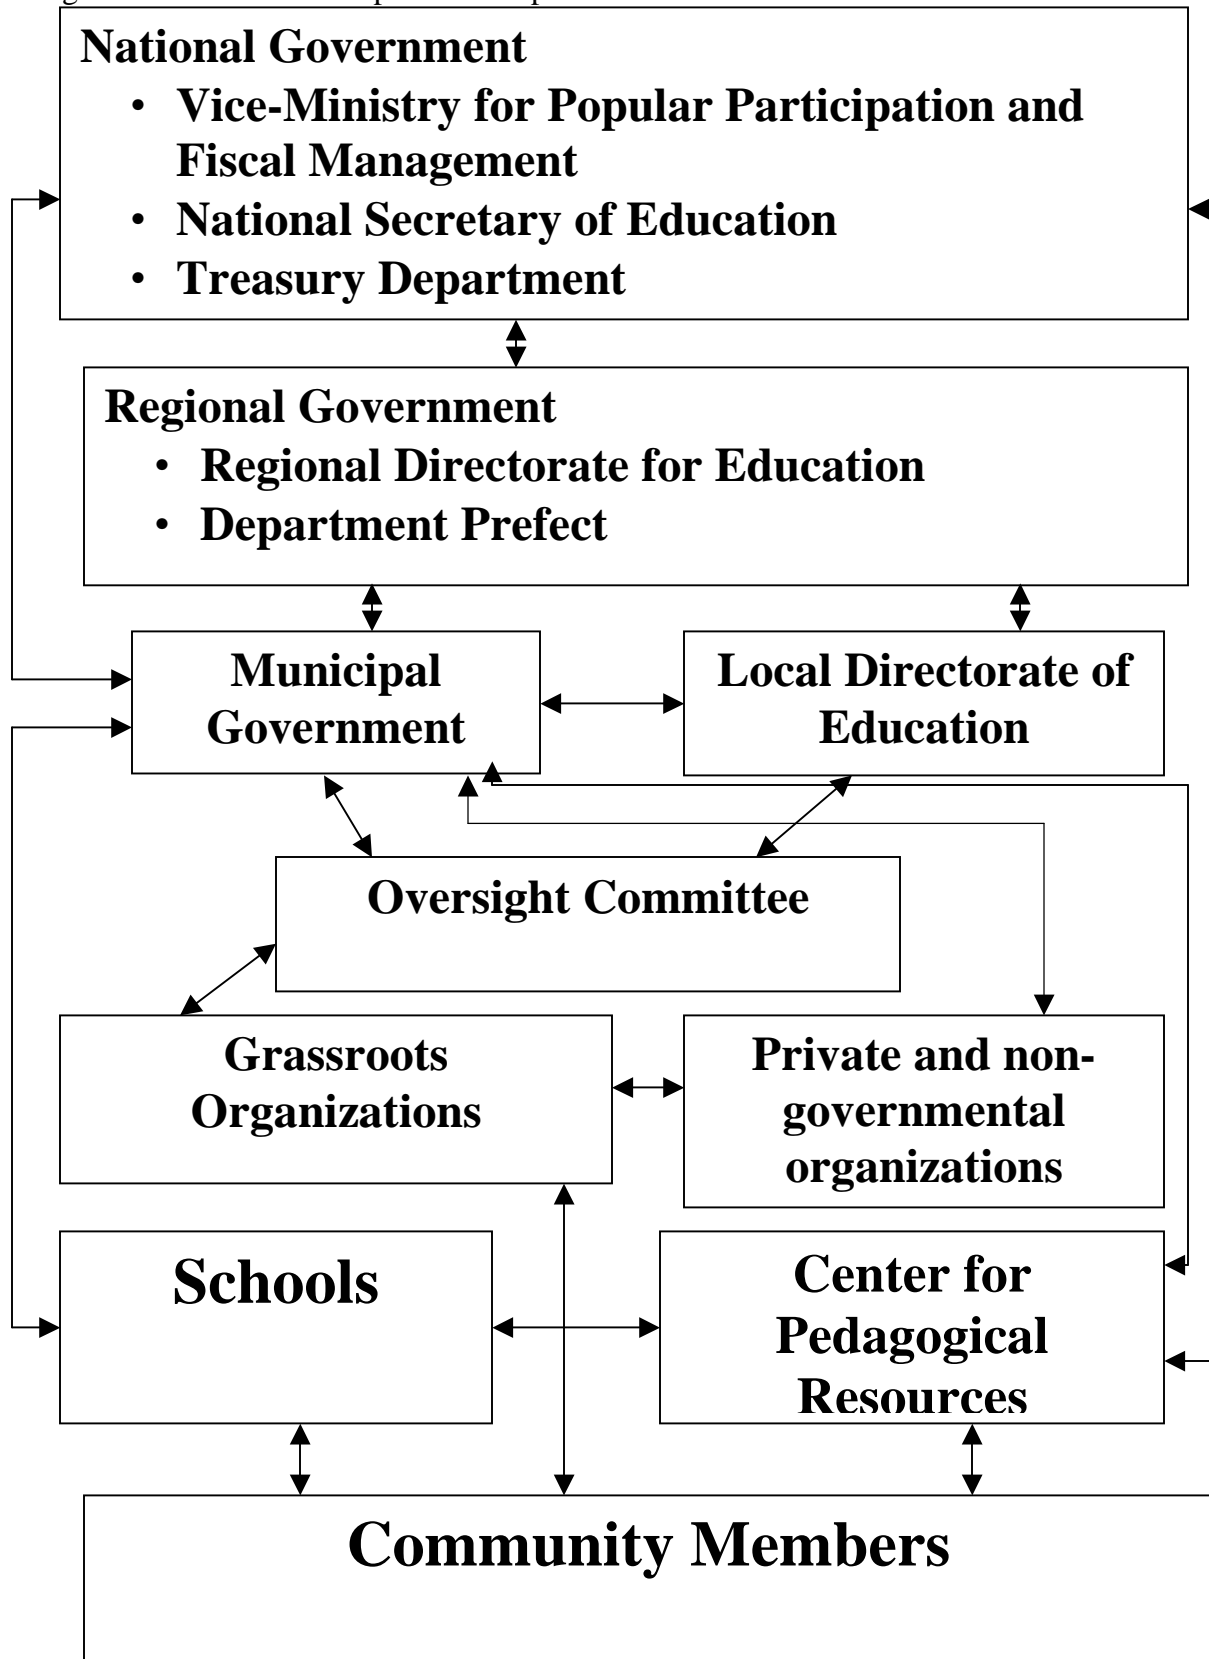 National Government
• Vice-Ministry for Popular Participation and
Fiscal Management
• National Secretary of Education
• Treasury Department
Regional Government
• Regional Directorate for Education
• Department Prefect
Municipal
Government
Local Directorate of
Education
Oversight Committee
Grassroots
Organizations
Private and non-
governmental
organizations
Schools
Center for
Pedagogical
Resources
Community Members